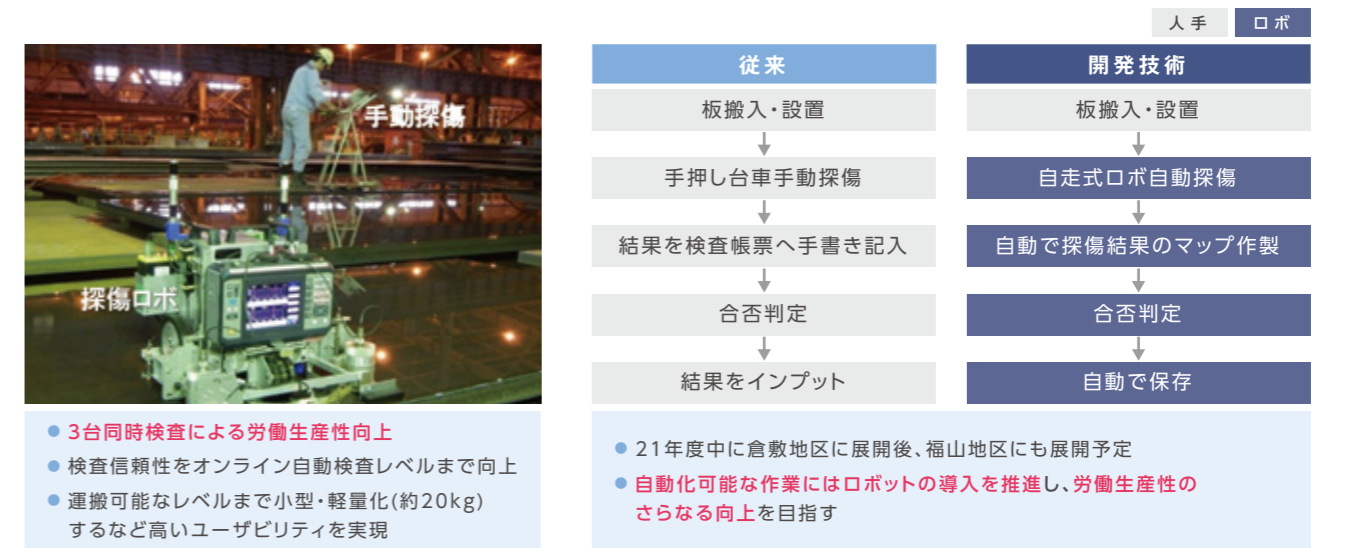 人手
ロボ
手動探傷
探傷ロボ
● 3台同時検査による労働生産性向上
● 検査信頼性をオンライン自動検査レベルまで向上
● 運搬可能なレベルまで小型・軽量化(約20kg)
するなど高いユーザビリティを実現
従来
板搬入・設置
手押し台車手動探傷
結果を検査帳票へ手書き記入
合否判定
結果をインプット
開発技術
板搬入・設置
自走式ロボ自動探傷
自動で探傷結果のマップ作製
合否判定
自動で保存
● 21年度中に倉敷地区に展開後、福山地区にも展開予定
● 自動化可能な作業にはロボットの導入を推進し、労働生産性の
さらなる向上を目指す